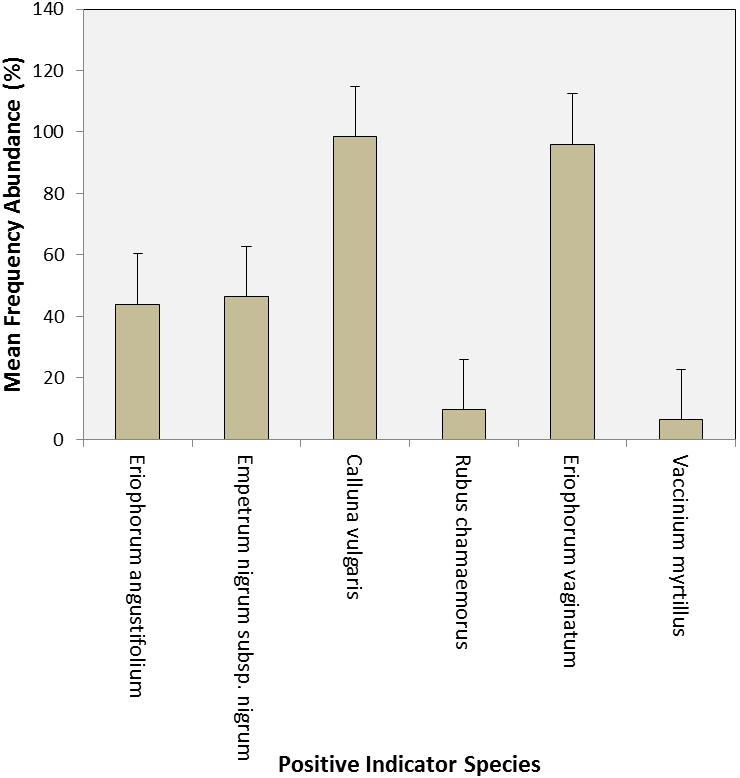 140
120
100
80
60
40
20
0
Mean Frequency Abundance (%)
Eriophorum angustifolium
Empetrum nigrum subsp. nigrum
Calluna vulgaris
Rubus chamaemorus
Eriophorum vaginatum
Vaccinium myrtillus
Positive Indicator Species